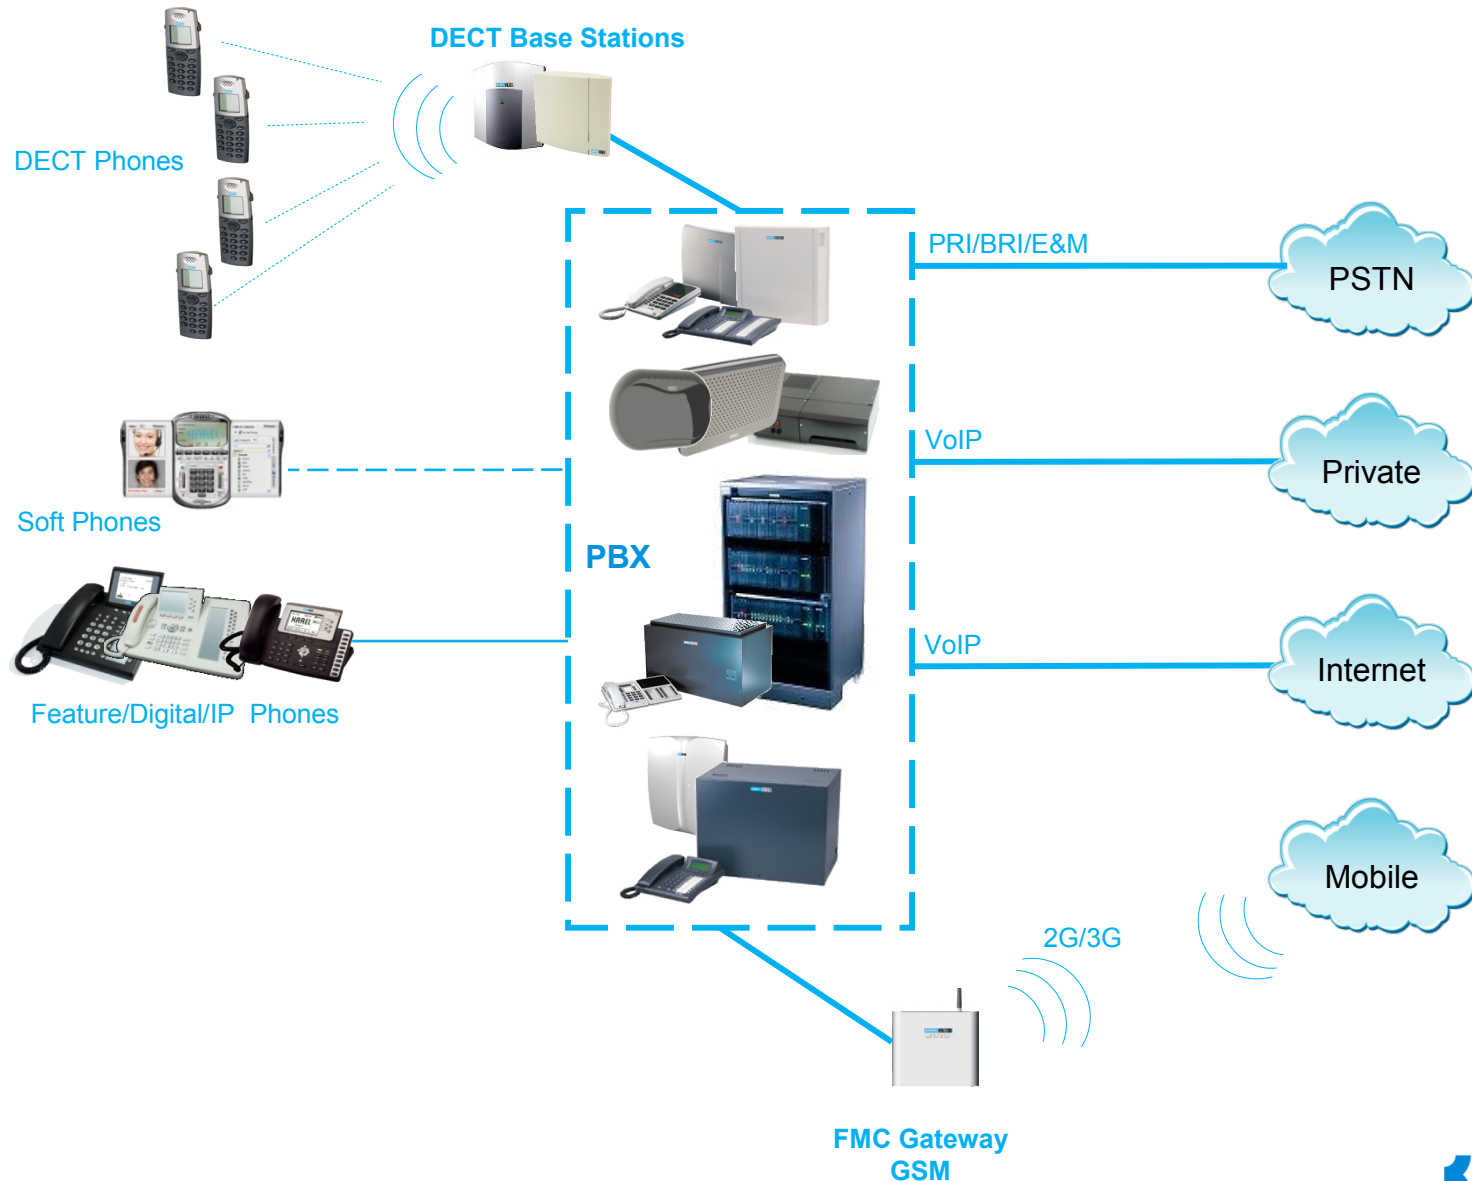 DECT Base Stations
DECT Phones
PRI/BRI/E&M
PSTN
VoIP
Private
Soft Phones
PBX
KAREL
VoIP
Internet
Feature/Digital/IP Phones
Mobile
2G/3G
FMC Gateway
GSM